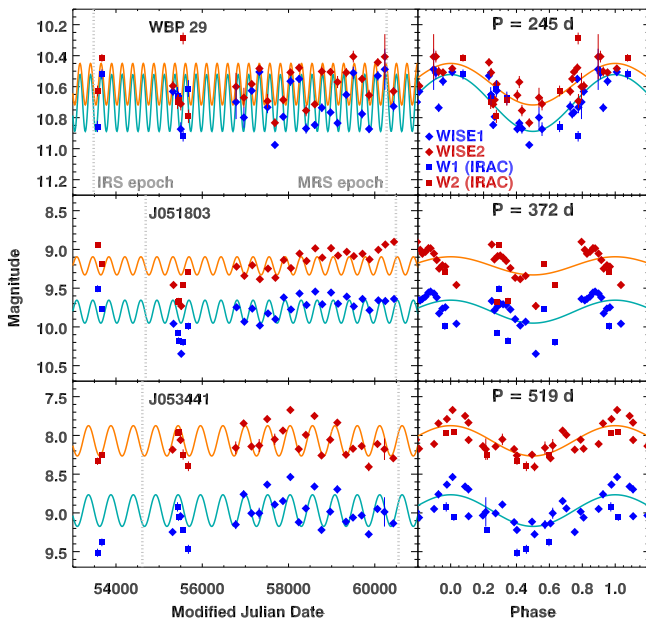 WBP 29
P = 245 d
10.2
10.4
10.6
10.8
11.0
11.2
IRS epoch
MRS epoch
WISE1
WISE2
W1 (IRAC)
W2 (IRAC)
J051803
P = 372 d
8.5
9.0
9.5
10.0
10.5
Magnitude
J053441
P = 519 d
7.5
8.0
8.5
9.0
9.5
54000 56000 58000 60000
0.0 0.2 0.4 0.6 0.8 1.0
Modified Julian Date
Phase